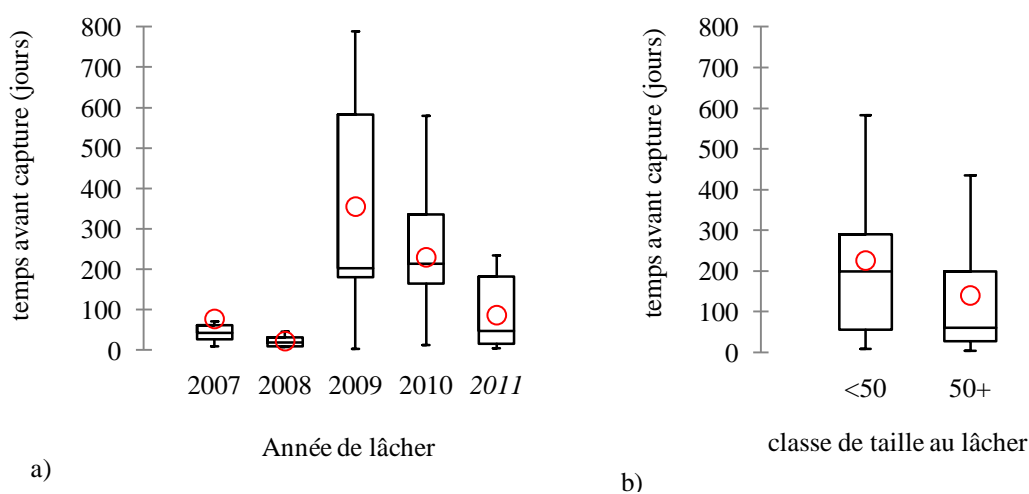 temps avant capture (jours)
800
700
600
500
400
300
200
100
0
2007 2008 2009 2010 2011
Année de lâcher
a)
temps avant capture (jours)
800
700
600
500
400
300
200
100
0
<50 50+
classe de taille au lâcher
b)